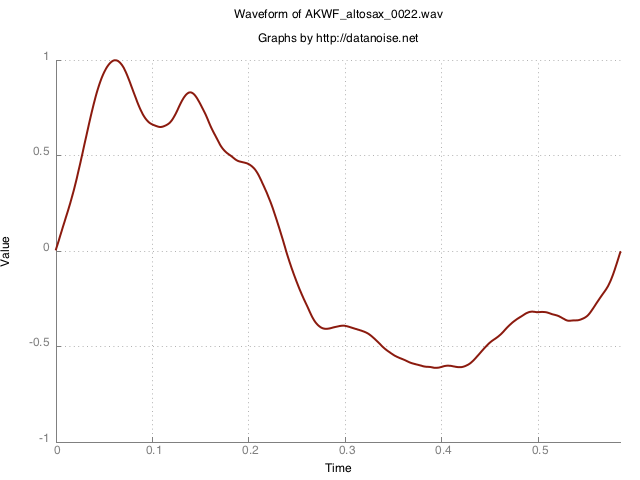 Waveform of AKWF_altosax_0022.wav
Graphs by http://datanoise.net
1
0.5
0
-0.5
-1
Value
0 0.1 0.2 0.3 0.4 0.5
Time